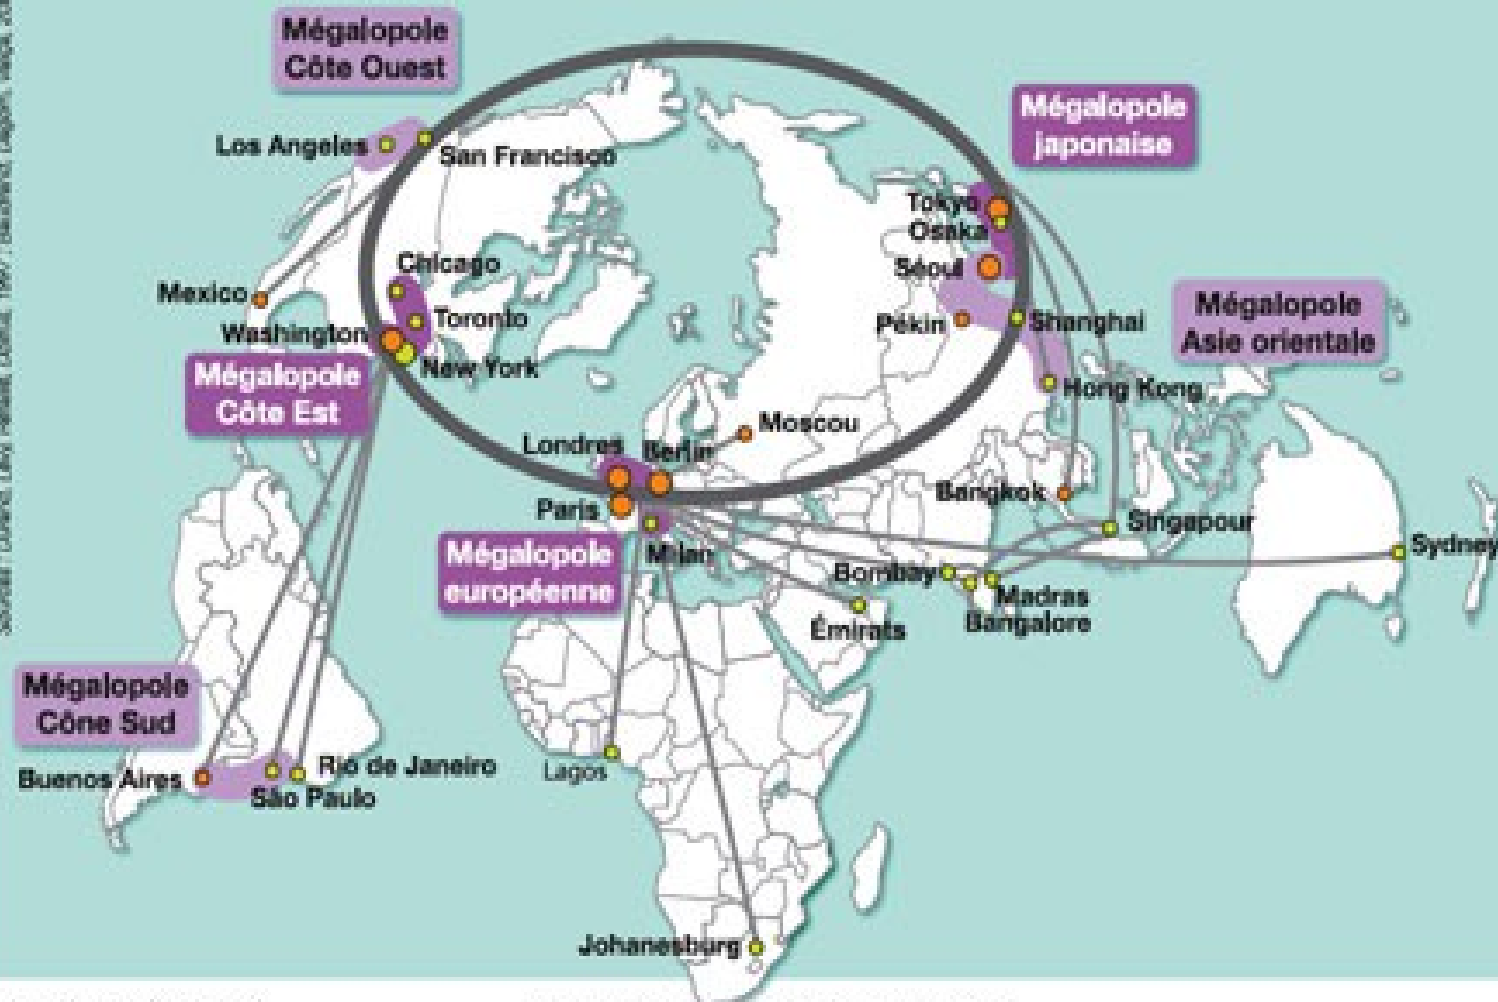 Mégalopole
Côte Ouest
Los Angeles
San Francisco
Mégalopole
japonaise
Tokyo
Osaka
Séoul
Pékin
Shanghai
Mégalopole
Asie orientale
Hong Kong
Chicago
Mexico
Toronto
Washington
New York
Mégalopole
Côte Est
Moscou
Londres
Berlin
Paris
Milan
Mégalopole
européenne
Bangkok
Singapour
Sydney
Bombay
Madras
Bangalore
Émirats
Mégalopole
Cône Sud
Buenos Aires
Rio de Janeiro
São Paulo
Lagos
Johanesburg